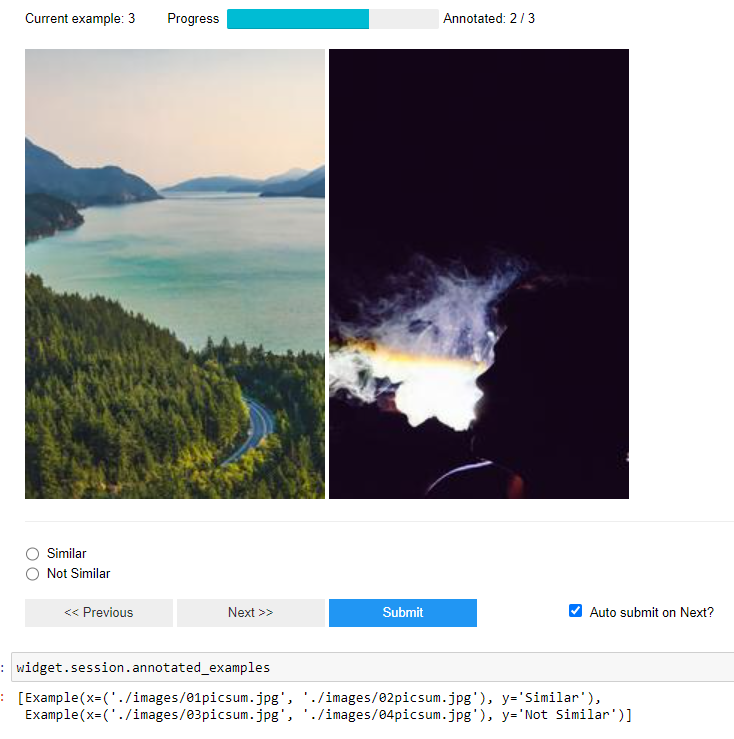 Current example: 3 Progress Annotated: 2 / 3
Similar
Not Similar
<< Previous Next >> Submit Auto submit on Next?
: widget.session.annotated_examples
: [Example(x=('./images/01picsum.jpg', './images/02picsum.jpg'), y='Similar'),
Example(x=('./images/03picsum.jpg', './images/04picsum.jpg'), y='Not Similar')]